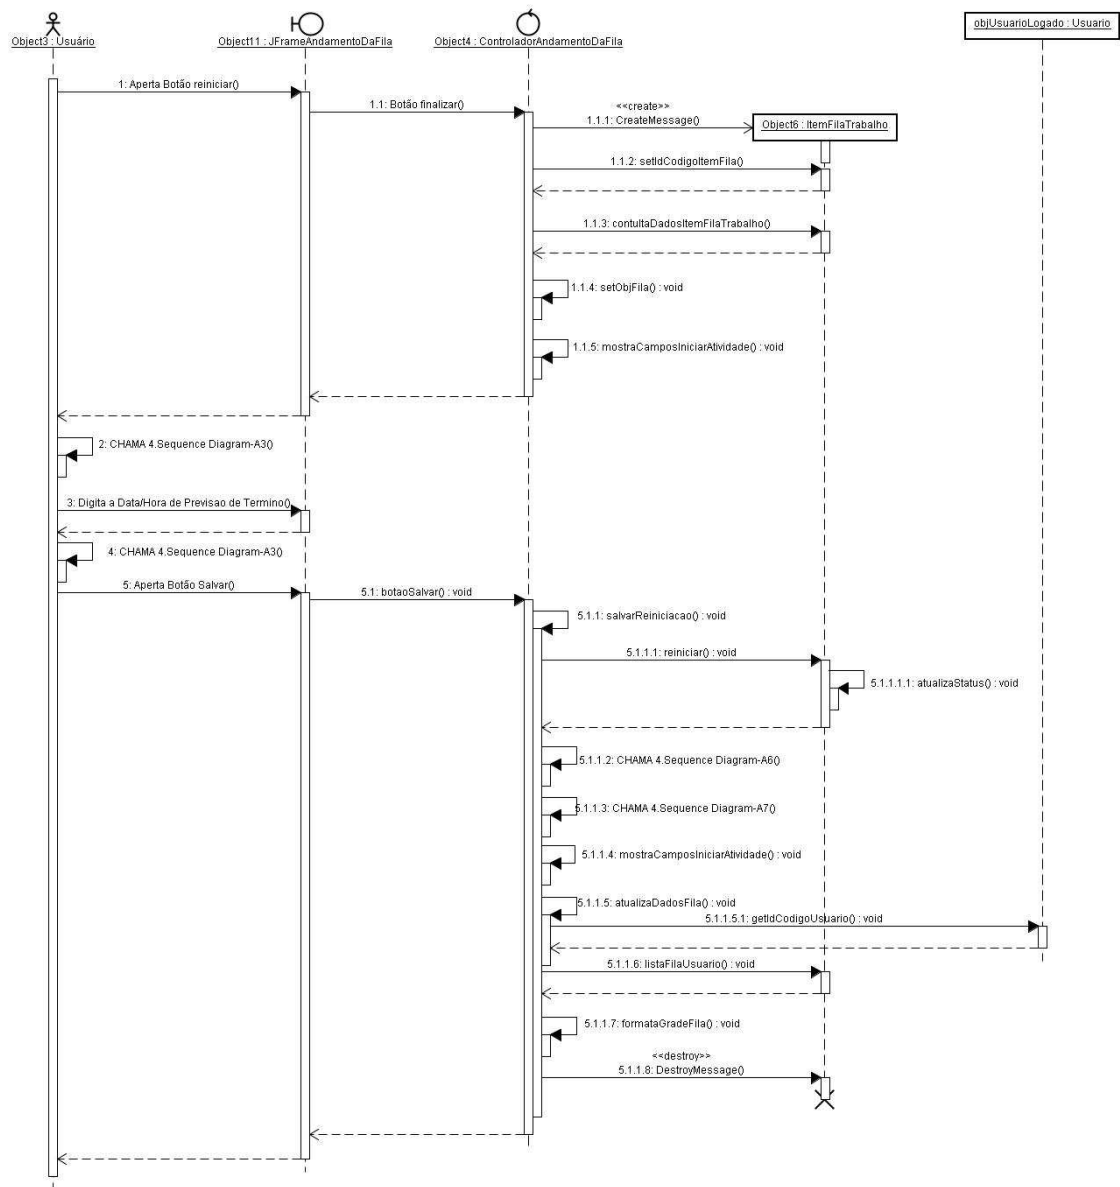 Object3 : Usuário
Object11 : JFrameAndamentoDaFila
Object4 : ControladorAndamentoDaFila
objUsuarioLogado : Usuario
1: Aperta Botão reiniciar()
1.1: Botão finalizar()
<<create>>
1.1.1: CreateMessage()
Object6 : ItemFilaTrabalho
1.1.2: setIdCodigoItemFila()
1.1.3: contultaDadosItemFilaTrabalho()
1.1.4: setObjFila() : void
1.1.5: mostraCamposIniciarAtividade() : void
2: CHAMA 4.Sequence Diagram-A3()
3: Digita a Data/Hora de Previsao de Termino()
4: CHAMA 4.Sequence Diagram-A3()
5: Aperta Botão Salvar()
5.1: botaoSalvar() : void
5.1.1: salvarReiniciacao() : void
5.1.1.1: reiniciar() : void
5.1.1.1.1: atualizaStatus() : void
5.1.1.2: CHAMA 4.Sequence Diagram-A6()
5.1.1.3: CHAMA 4.Sequence Diagram-A7()
5.1.1.4: mostraCamposIniciarAtividade() : void
5.1.1.5: atualizaDadosFila() : void
5.1.1.5.1: getIdCodigoUsuario() : void
5.1.1.6: listaFilaUsuario() : void
5.1.1.7: formataGradeFila() : void
<<destroy>>
5.1.1.8: DestroyMessage()